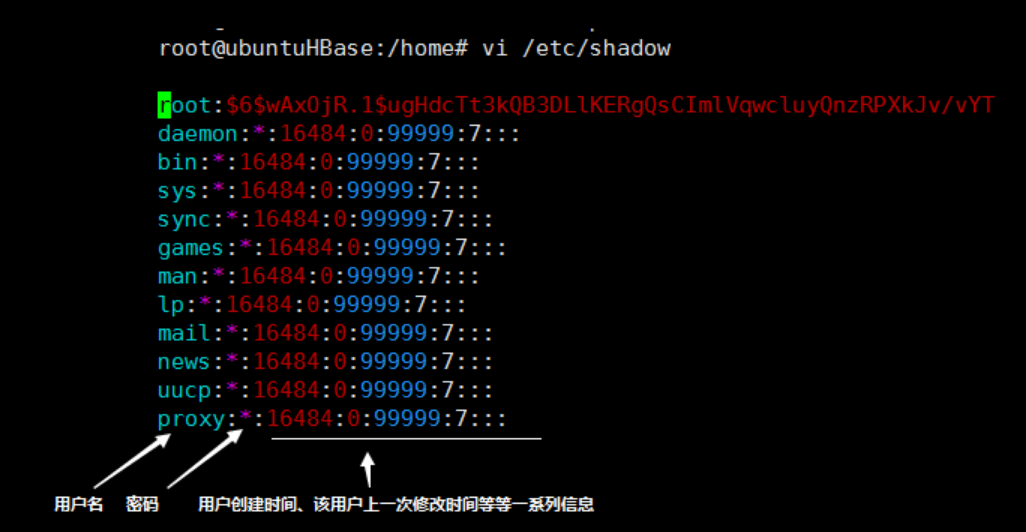 root@ubuntuHBase:/home# vi /etc/shadow
root:$6$wAxOjR.1$ugHdcTt3kQB3DLlKERgQsCImlVqwcluyQnzRPXkJv/vYT
daemon:*:16484:0:99999:7:::
bin:*:16484:0:99999:7:::
sys:*:16484:0:99999:7:::
sync:*:16484:0:99999:7:::
games:*:16484:0:99999:7:::
man:*:16484:0:99999:7:::
lp:*:16484:0:99999:7:::
mail:*:16484:0:99999:7:::
news:*:16484:0:99999:7:::
uucp:*:16484:0:99999:7:::
proxy:*:16484:0:99999:7:::
用户名 密码 用户创建时间、该用户上一次修改时间等等一系列信息